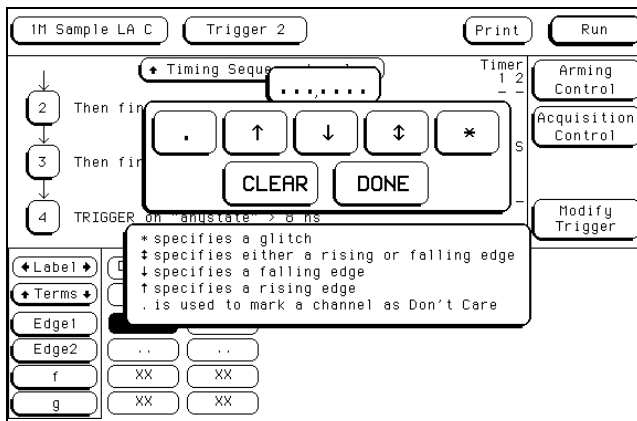 1M Sample LA C
Trigger 2
Print
Run
Timing Seque
Timer
1 2
- -
Arming
Control
...,....
2
Then fin
. ↑ ↓ ↕ *
Acquisition
Control
S
3
Then fin
CLEAR
DONE
-
4
TRIGGER on "anystate" > 8 ns
Modify
Trigger
* specifies a glitch
↕ specifies either a rising or falling edge
↓ specifies a falling edge
↑ specifies a rising edge
. is used to mark a channel as Don't Care
Label
Terms
Edge1
Edge2
..
..
f
XX
XX
g
XX
XX